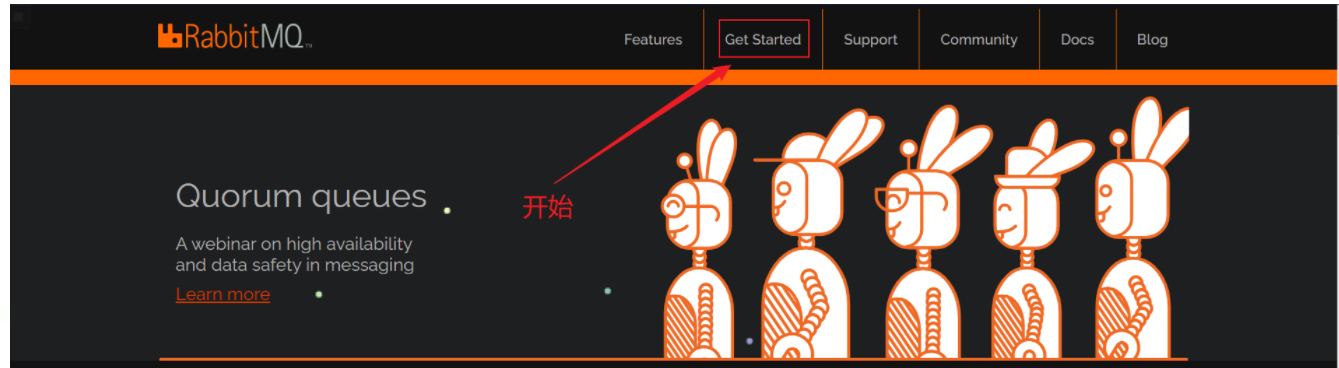 RabbitMQ
Features
Get Started
Support
Community
Docs
Blog
Quorum queues
开始
A webinar on high availability
and data safety in messaging
Learn more